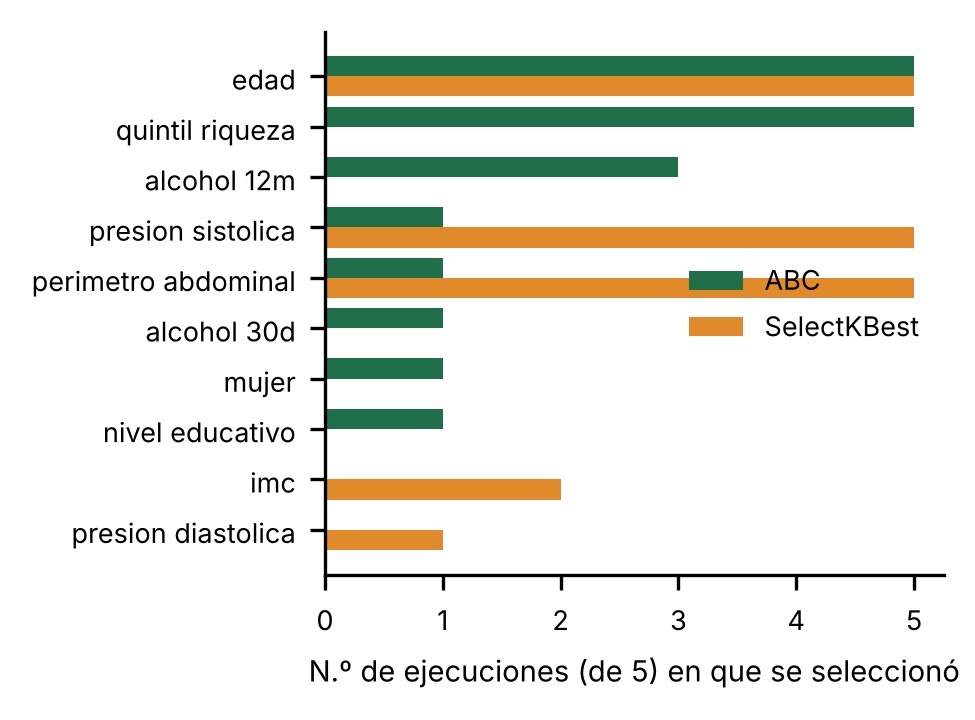 edad
quintil riqueza
alcohol 12m
presion sistolica
perimetro abdominal
alcohol 30d
mujer
nivel educativo
imc
presion diastolica
ABC
SelectKBest
0 1 2 3 4 5
N.º de ejecuciones (de 5) en que se seleccionó